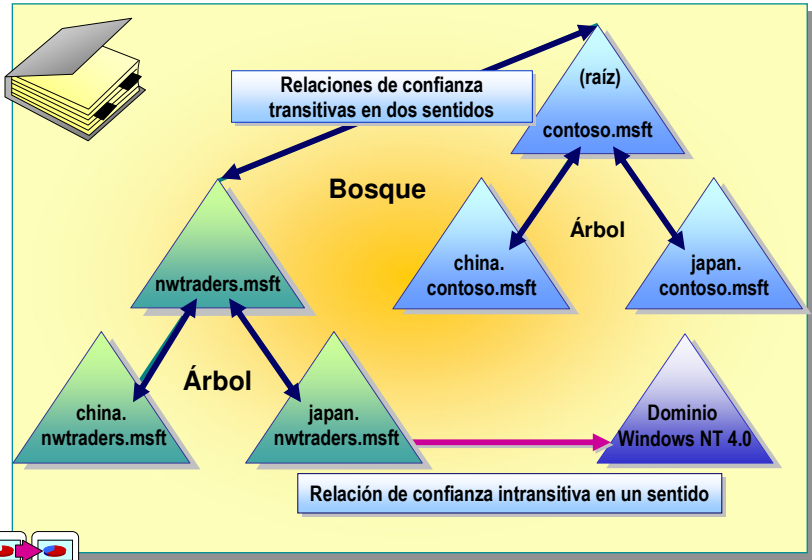 Relaciones de confianza
transitivas en dos sentidos
(raíz)
contoso.msft
Bosque
nwtraders.msft
china.
contoso.msft
Árbol
japan.
contoso.msft
china.
nwtraders.msft
Árbol
japan.
nwtraders.msft
Dominio
Windows NT 4.0
Relación de confianza intransitiva en un sentido